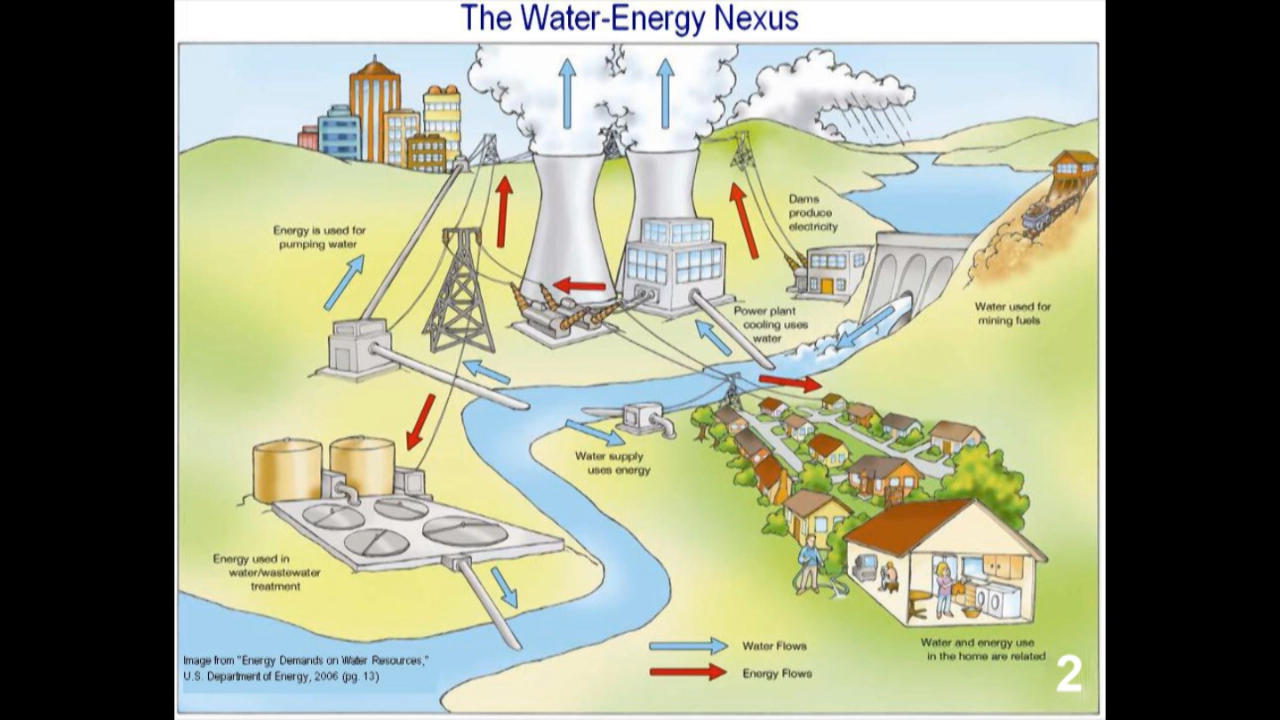 The Water-Energy Nexus
Dams
produce
electricity
Energy is used for
pumping water
Water used for
mining fuels
Power plant
cooling uses
water
Water supply
uses energy
Energy used in
water/wastewater
treatment
Water and energy use
in the home are related
Water Flows
Energy Flows
Image from "Energy Demands on Water Resources,"
U.S. Department of Energy, 2006 (pg. 13)
2